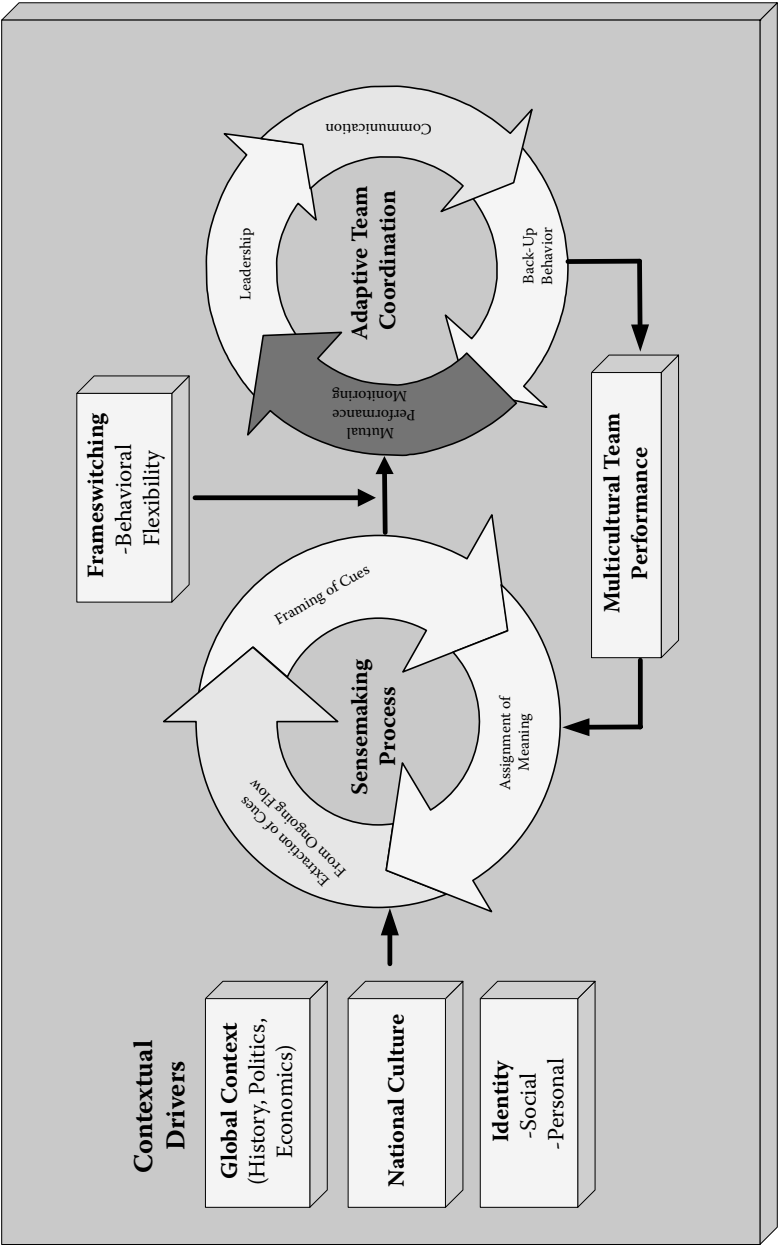 Contextual
Drivers
Global Context
(History, Politics,
Economics)
National Culture
Identity
-Social
-Personal
Extraction of Cues
From Ongoing Flow
Framing of Cues
Sensemaking
Process
Assignment of
Meaning
Frameswitching
-Behavioral
Flexibility
Leadership
Communication
Adaptive Team
Coordination
Mutual
Performance
Monitoring
Back-Up
Behavior
Multicultural Team
Performance